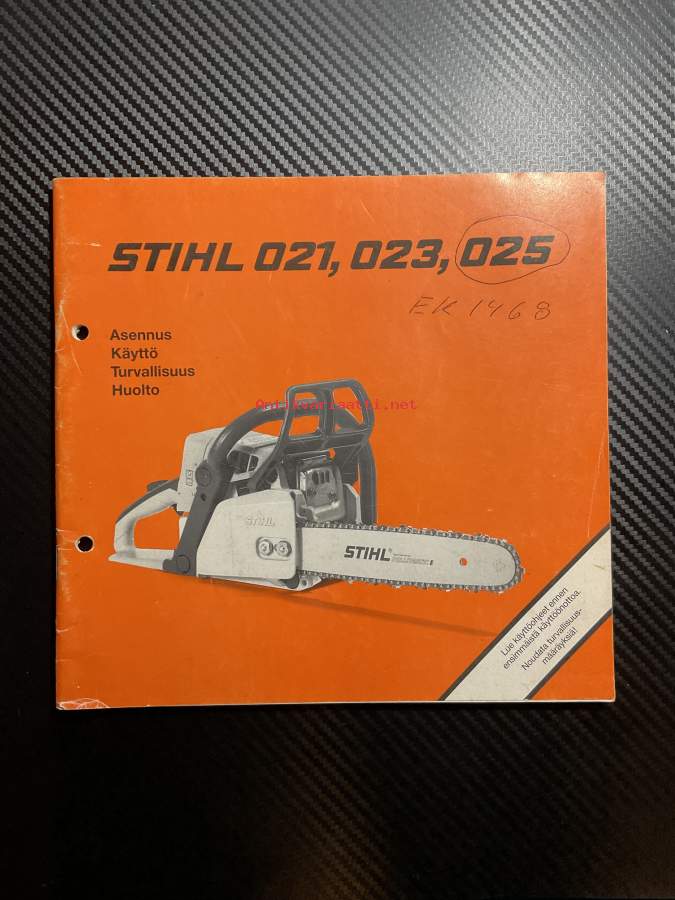 STIHL 021, 023, 025
EK 1468
Asennus
Käyttö
Turvallisuus
Huolto
Antikvariaatti.net
STIHL
STIHL®
Lue käyttöohjeet ennen
ensimmäistä käyttöönottoa.
Noudata turvallisuus-
määräyksiä!